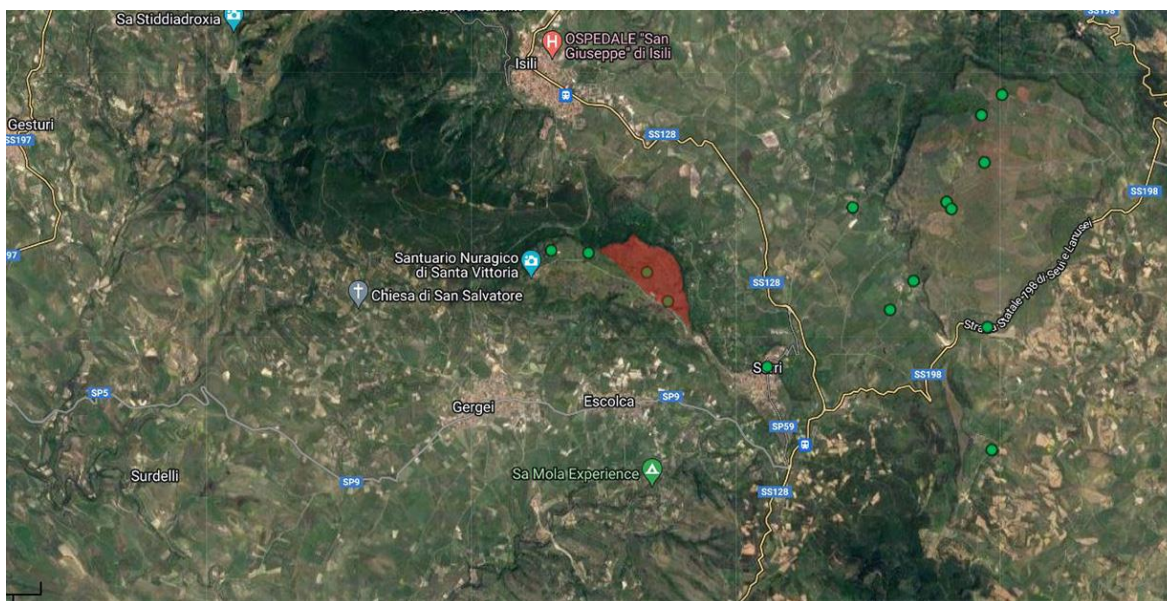 Sa Stiddiadroxia
OSPEDALE "San
Giuseppe" di Isili
SS198
Isili
Gesturi
SS197
SS128
SS198
97
Santuario Nuragico
di Santa Vittoria
Chiesa di San Salvatore
SS128
Statale 198 di Seui e Lanusei
SS198
SP5
Gergei
Escolca
SP9
SP59
Surdelli
SP9
Sa Mola Experience
SS128